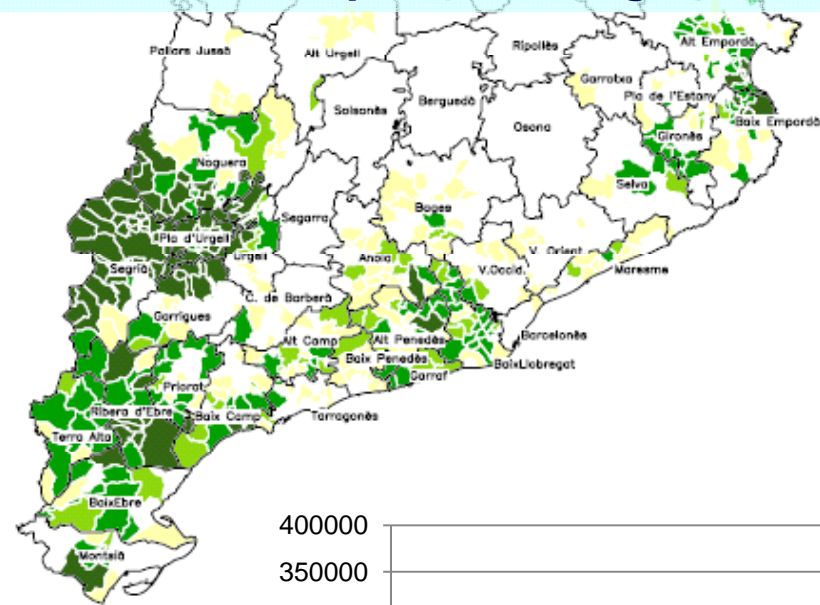 Alt Empordà
Pallars Jussà
Alt Urgell
Ripollès
Garrotxa
Pla de l'Estany
Solsonès
Berguedà
Osona
Baix Empordà
Gironès
Noguera
Selva
Segarra
Bages
Pla d'Urgell
Urgell
Anoia
V. Orient.
V.Occid.
Maresme
Segrià
C. de Barberà
Garrigues
Alt Camp
Alt Penedès
Barcelonès
Baix Penedès
BaixLlobregat
Garraf
Priorat
Ribera d'Ebre
Baix Camp
Tarragonès
Terra Alta
BaixEbre
Montsià
400000
350000